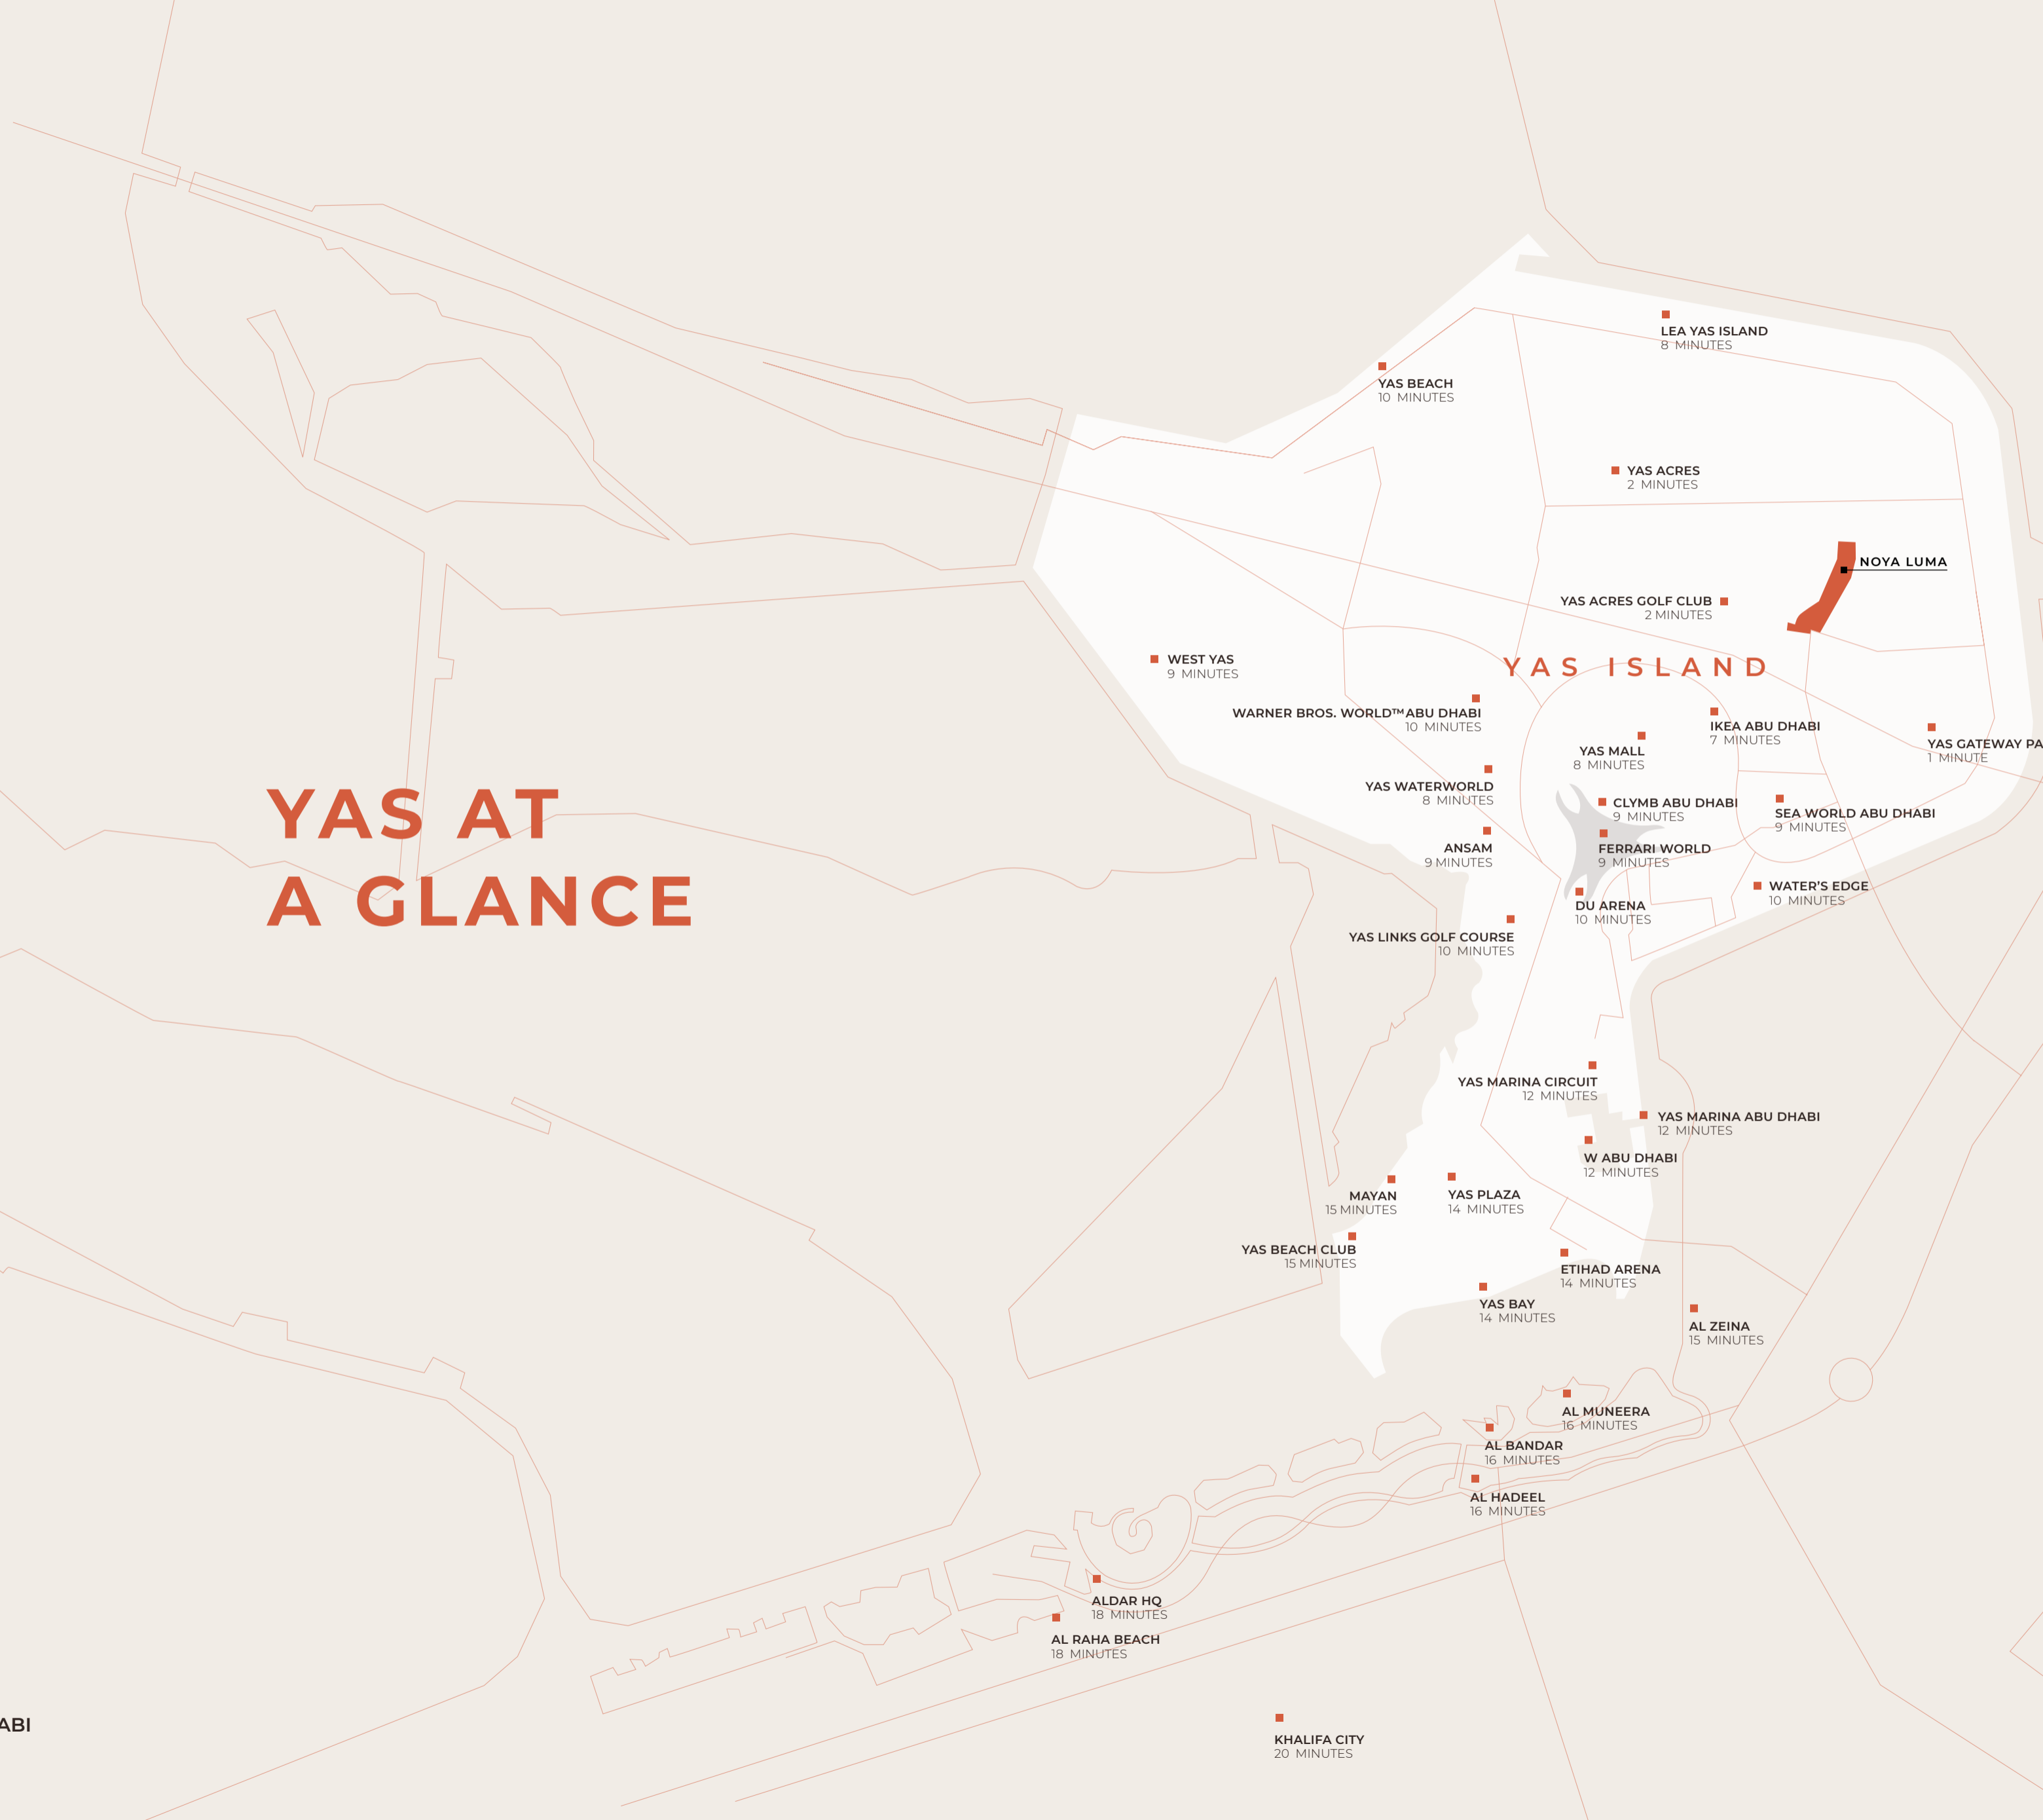 LEA YAS ISLAND
8 MINUTES
YAS BEACH
10 MINUTES
YAS ACRES
2 MINUTES
NOYA LUMA
YAS ACRES GOLF CLUB
2 MINUTES
YAS ISLAND
WEST YAS
9 MINUTES
WARNER BROS. WORLD™ ABU DHABI
10 MINUTES
IKEA ABU DHABI
7 MINUTES
YAS GATEWAY PA
1 MINUTE
YAS MALL
8 MINUTES
YAS WATERWORLD
8 MINUTES
CLYMB ABU DHABI
9 MINUTES
SEA WORLD ABU DHABI
9 MINUTES
YAS AT
A GLANCE
ANSAM
9 MINUTES
FERRARI WORLD
9 MINUTES
WATER'S EDGE
10 MINUTES
DU ARENA
10 MINUTES
YAS LINKS GOLF COURSE
10 MINUTES
YAS MARINA CIRCUIT
12 MINUTES
YAS MARINA ABU DHABI
12 MINUTES
W ABU DHABI
12 MINUTES
MAYAN
15 MINUTES
YAS PLAZA
14 MINUTES
YAS BEACH CLUB
15 MINUTES
ETIHAD ARENA
14 MINUTES
YAS BAY
14 MINUTES
AL ZEINA
15 MINUTES
AL MUNEERA
16 MINUTES
AL BANDAR
16 MINUTES
AL HADEEL
16 MINUTES
ALDAR HQ
18 MINUTES
AL RAHA BEACH
18 MINUTES
ABI
KHALIFA CITY
20 MINUTES